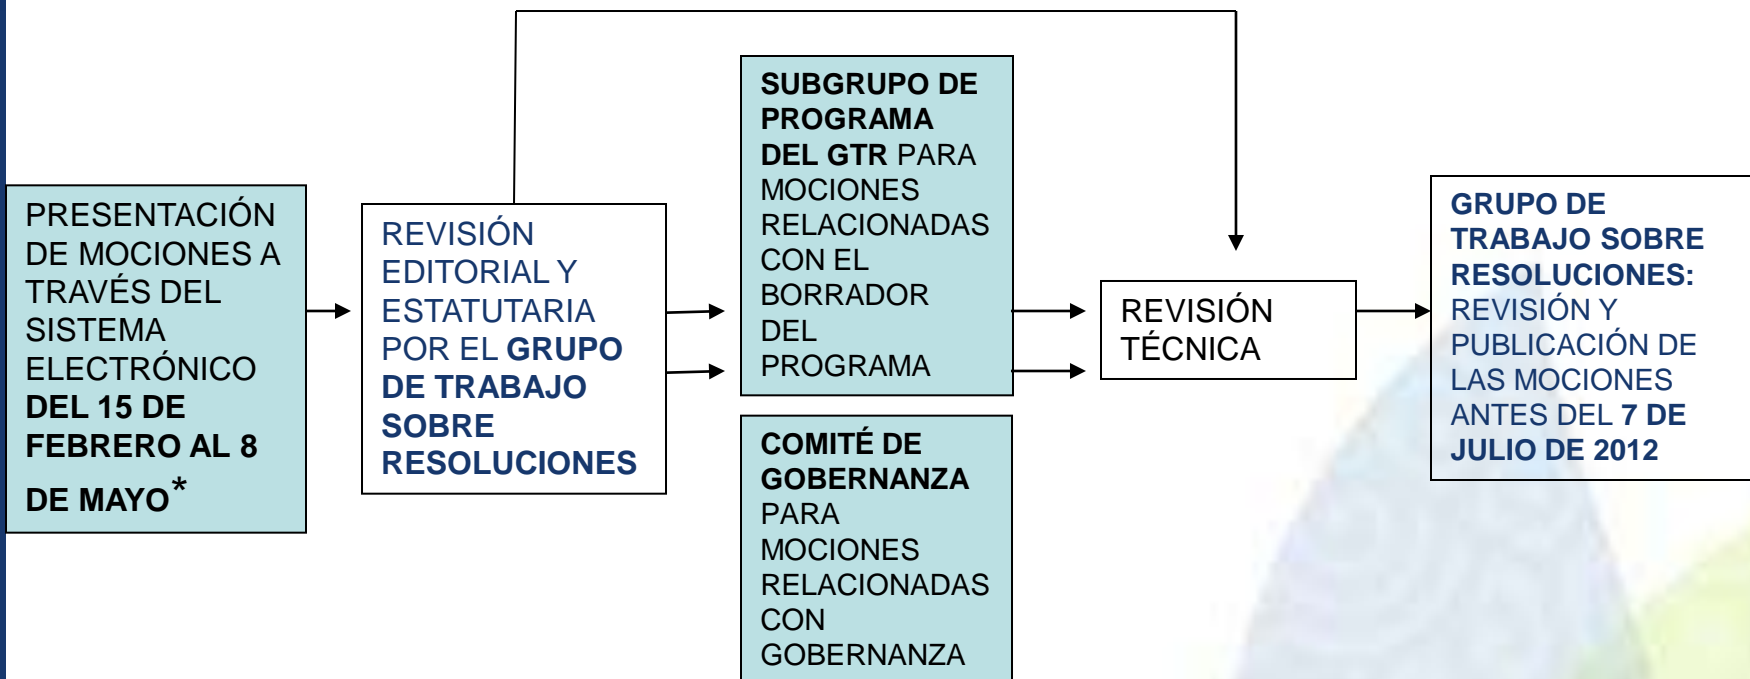 PRESENTACIÓN
DE MOCIONES A
TRAVÉS DEL
SISTEMA
ELECTRÓNICO
DEL 15 DE
FEBRERO AL 8
DE MAYO*
REVISIÓN
EDITORIAL Y
ESTATUTARIA
POR EL GRUPO
DE TRABAJO
SOBRE
RESOLUCIONES
SUBGRUPO DE
PROGRAMA
DEL GTR PARA
MOCIONES
RELACIONADAS
CON EL
BORRADOR
DEL
PROGRAMA
COMITÉ DE
GOBERNANZA
PARA
MOCIONES
RELACIONADAS
CON
GOBERNANZA
REVISIÓN
TÉCNICA
GRUPO DE
TRABAJO SOBRE
RESOLUCIONES:
REVISIÓN Y
PUBLICACIÓN DE
LAS MOCIONES
ANTES DEL 7 DE
JULIO DE 2012